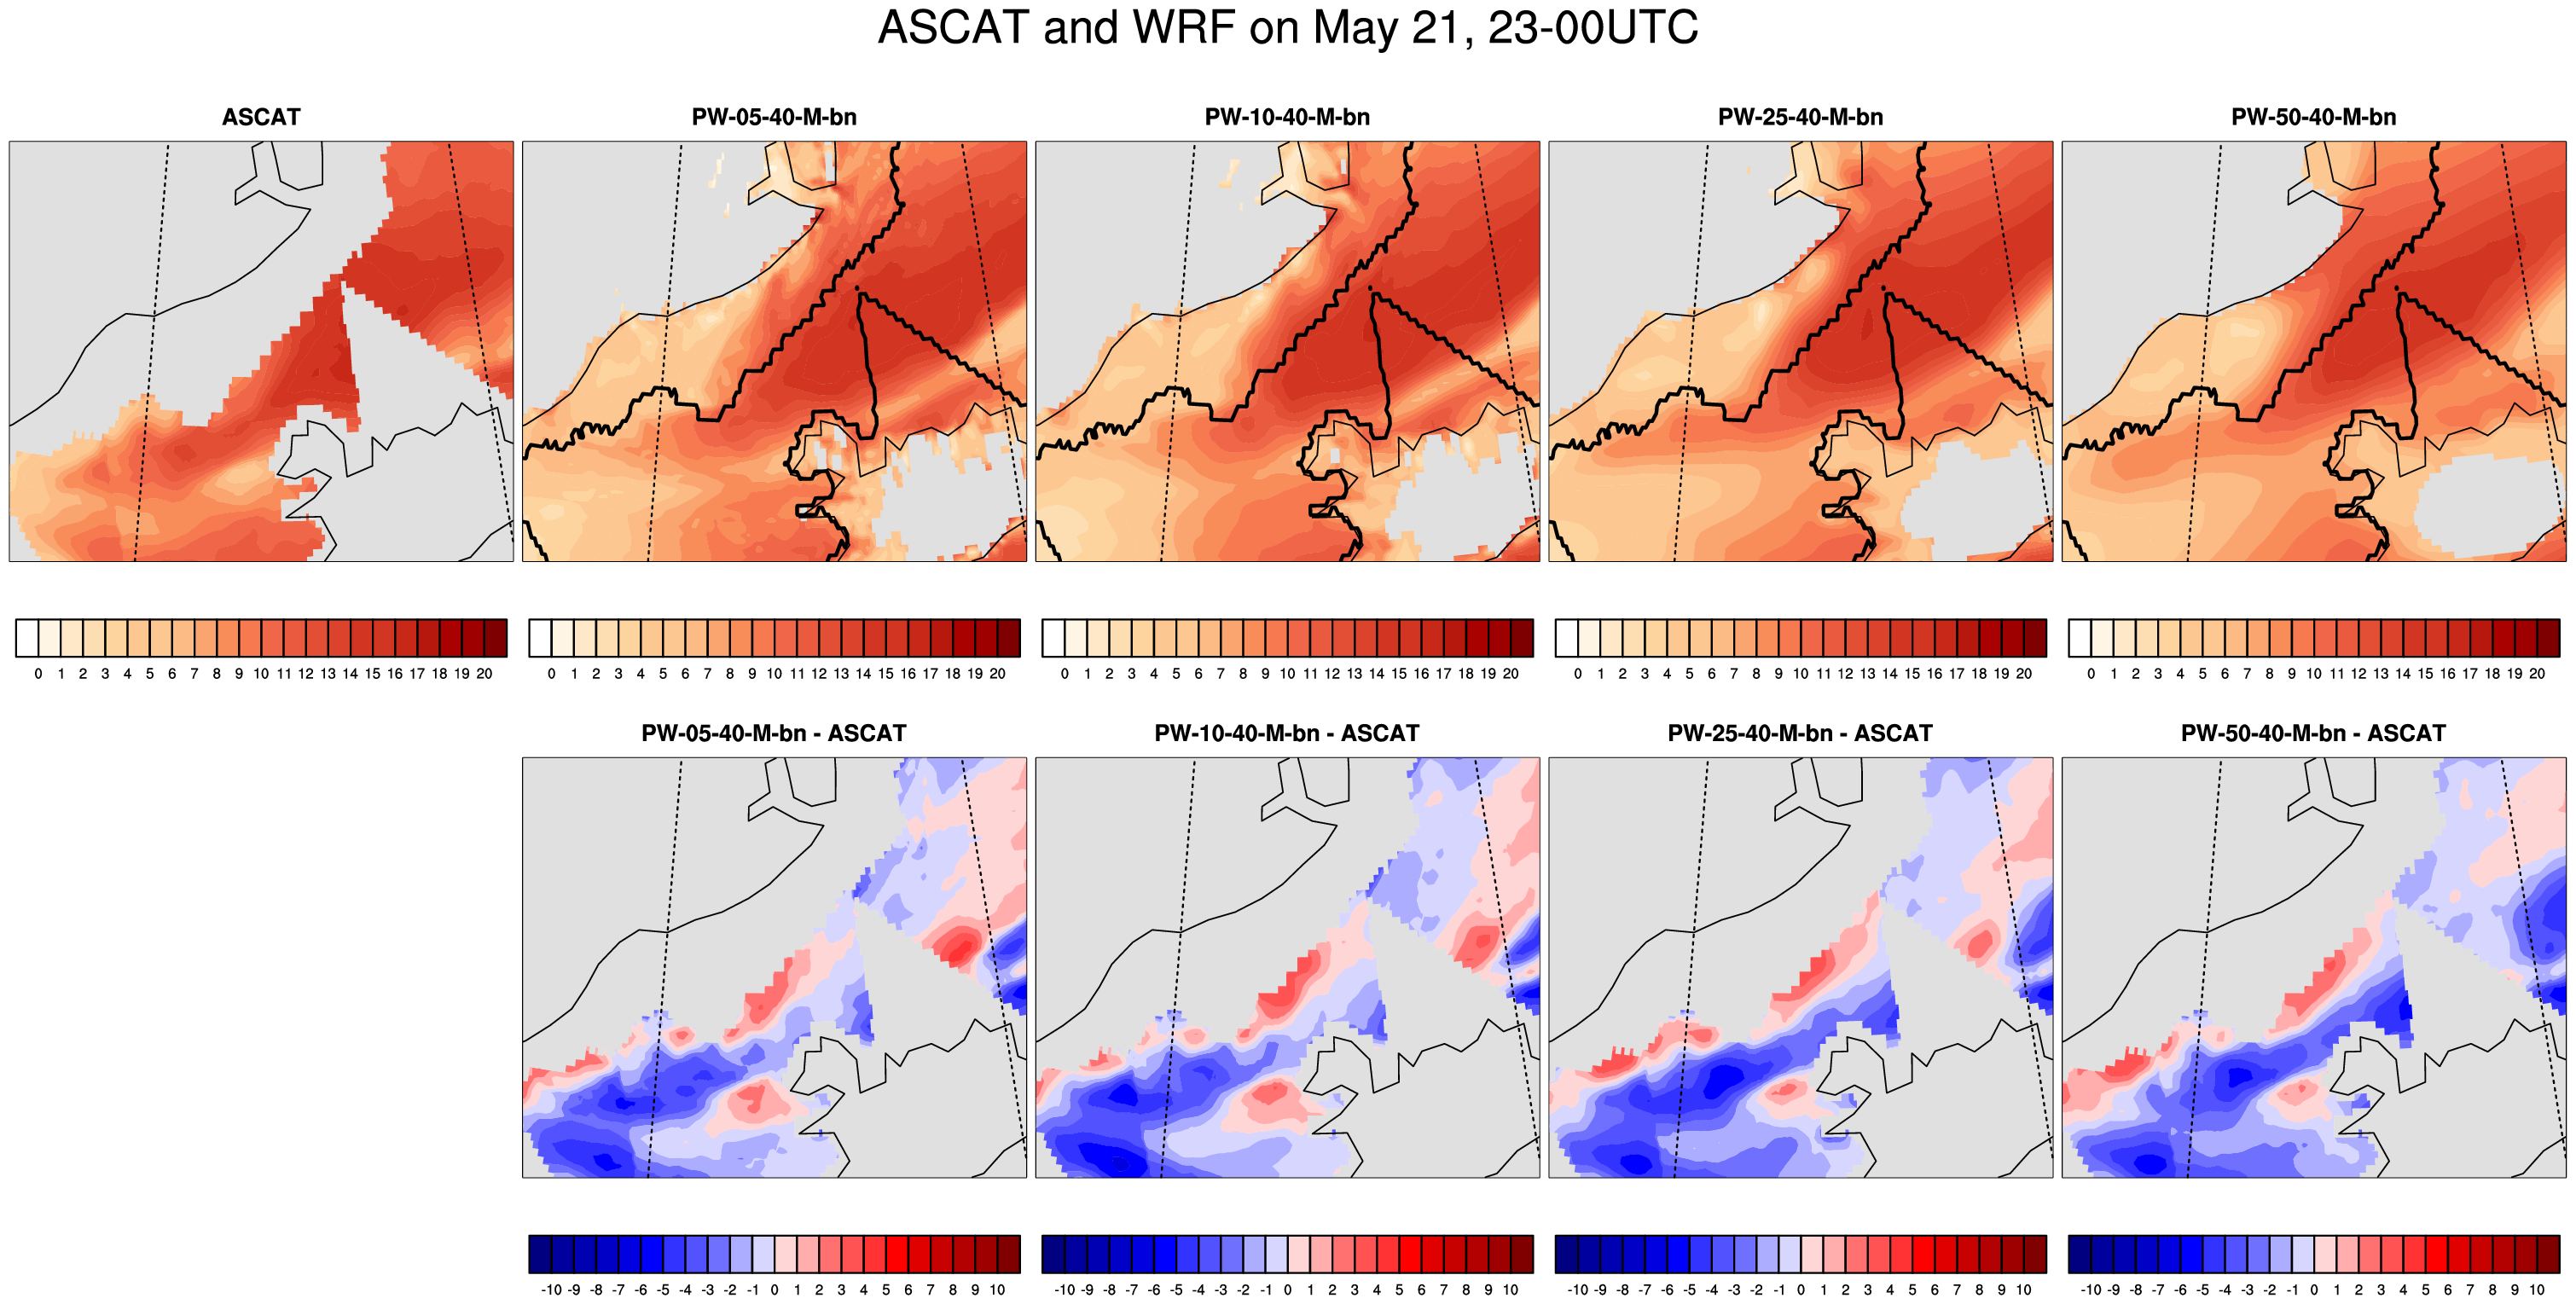 ASCAT and WRF on May 21, 23-00UTC
ASCAT
PW-05-40-M-bn
PW-10-40-M-bn
PW-25-40-M-bn
PW-50-40-M-bn
0 1 2 3 4 5 6 7 8 9 10 11 12 13 14 15 16 17 18 19 20
0 1 2 3 4 5 6 7 8 9 10 11 12 13 14 15 16 17 18 19 20
0 1 2 3 4 5 6 7 8 9 10 11 12 13 14 15 16 17 18 19 20
0 1 2 3 4 5 6 7 8 9 10 11 12 13 14 15 16 17 18 19 20
0 1 2 3 4 5 6 7 8 9 10 11 12 13 14 15 16 17 18 19 20
PW-05-40-M-bn - ASCAT
PW-10-40-M-bn - ASCAT
PW-25-40-M-bn - ASCAT
PW-50-40-M-bn - ASCAT
-10 -9 -8 -7 -6 -5 -4 -3 -2 -1 0 1 2 3 4 5 6 7 8 9 10
-10 -9 -8 -7 -6 -5 -4 -3 -2 -1 0 1 2 3 4 5 6 7 8 9 10
-10 -9 -8 -7 -6 -5 -4 -3 -2 -1 0 1 2 3 4 5 6 7 8 9 10
-10 -9 -8 -7 -6 -5 -4 -3 -2 -1 0 1 2 3 4 5 6 7 8 9 10